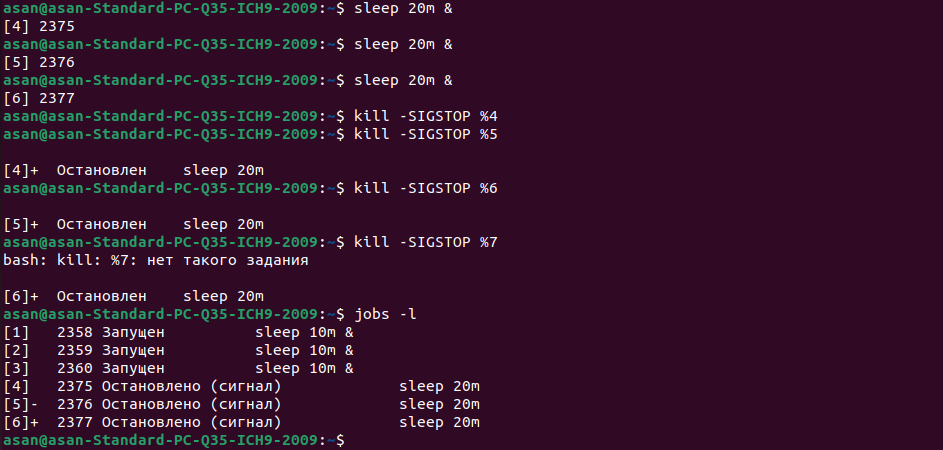 asan@asan-Standard-PC-Q35-ICH9-2009:~$ sleep 20m &
[4] 2375
asan@asan-Standard-PC-Q35-ICH9-2009:~$ sleep 20m &
[5] 2376
asan@asan-Standard-PC-Q35-ICH9-2009:~$ sleep 20m &
[6] 2377
asan@asan-Standard-PC-Q35-ICH9-2009:~$ kill -SIGSTOP %4
asan@asan-Standard-PC-Q35-ICH9-2009:~$ kill -SIGSTOP %5
[4]+  Остановлен    sleep 20m
asan@asan-Standard-PC-Q35-ICH9-2009:~$ kill -SIGSTOP %6
[5]+  Остановлен    sleep 20m
asan@asan-Standard-PC-Q35-ICH9-2009:~$ kill -SIGSTOP %7
bash: kill: %7: нет такого задания
[6]+  Остановлен    sleep 20m
asan@asan-Standard-PC-Q35-ICH9-2009:~$ jobs -l
[1]   2358 Запущен          sleep 10m &
[2]   2359 Запущен          sleep 10m &
[3]   2360 Запущен          sleep 10m &
[4]   2375 Остановлено (сигнал)             sleep 20m
[5]-  2376 Остановлено (сигнал)             sleep 20m
[6]+  2377 Остановлено (сигнал)             sleep 20m
asan@asan-Standard-PC-Q35-ICH9-2009:~$